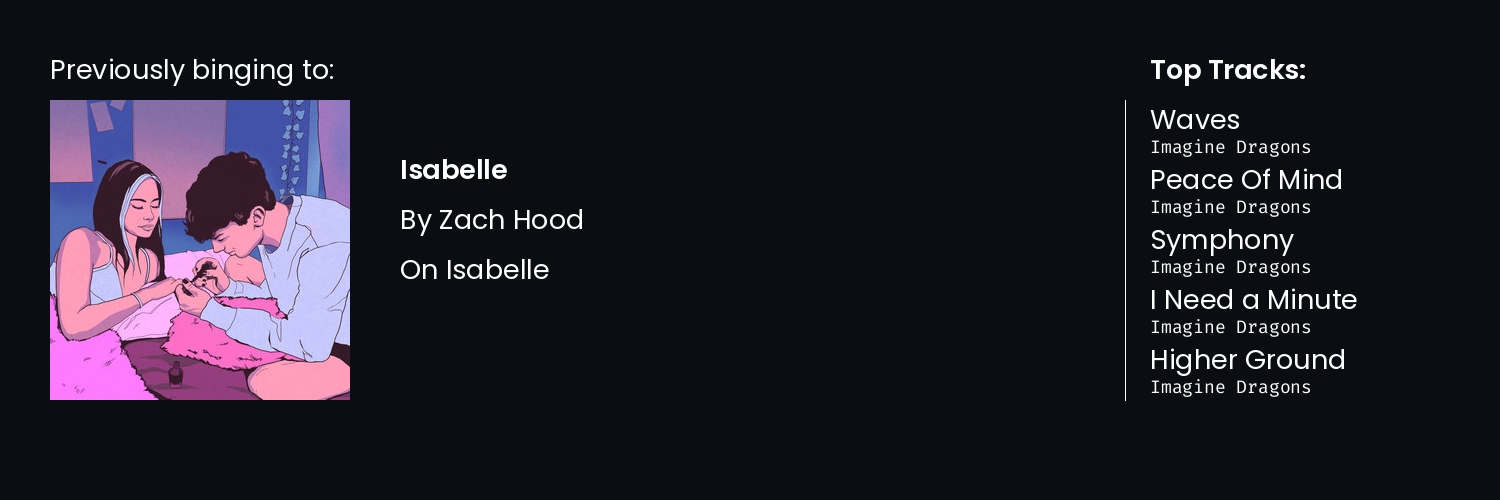 Previously binging to:
Isabelle
By Zach Hood
On Isabelle
Top Tracks:
Waves
Imagine Dragons
Peace Of Mind
Imagine Dragons
Symphony
Imagine Dragons
I Need a Minute
Imagine Dragons
Higher Ground
Imagine Dragons